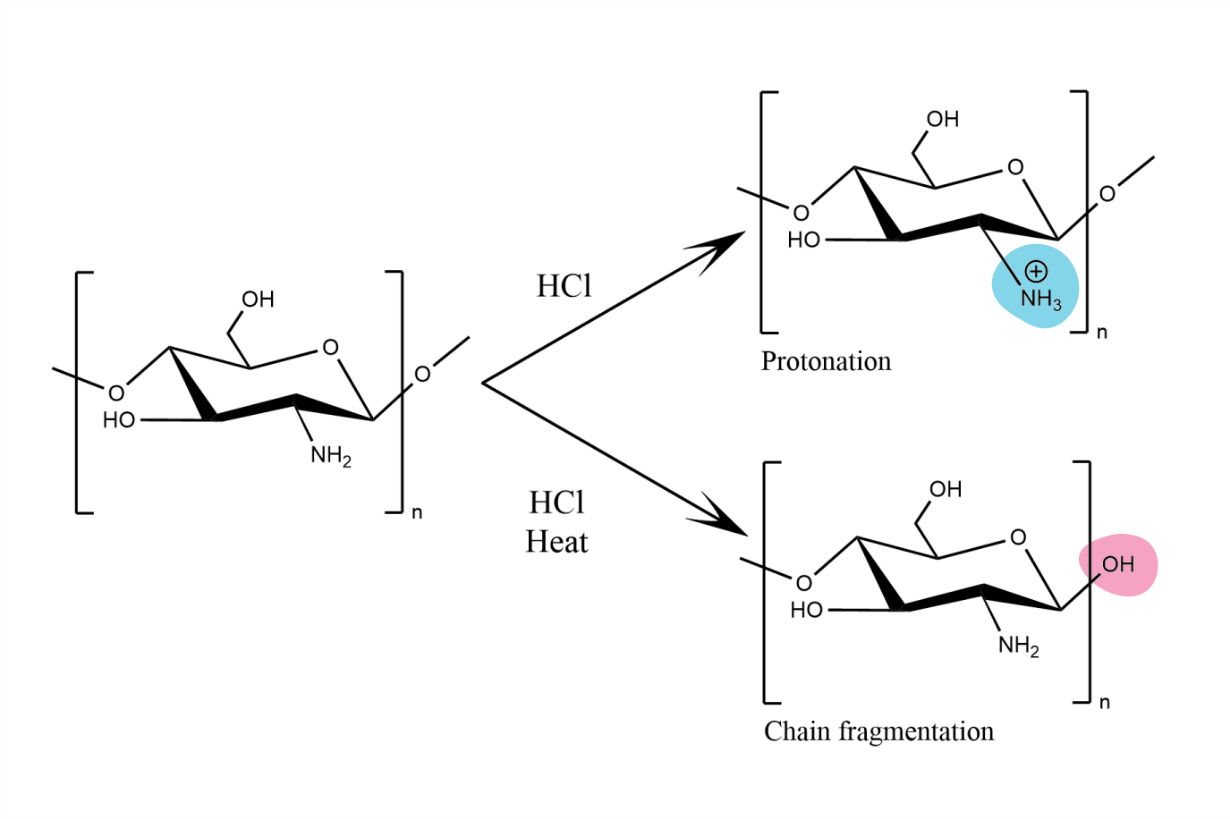 OH
O
O
O
HO
NH₂
n
HCl
HCl
Heat
OH
O
O
O
HO
⊕
NH₃
n
Protonation
OH
O
OH
O
HO
NH₂
n
Chain fragmentation